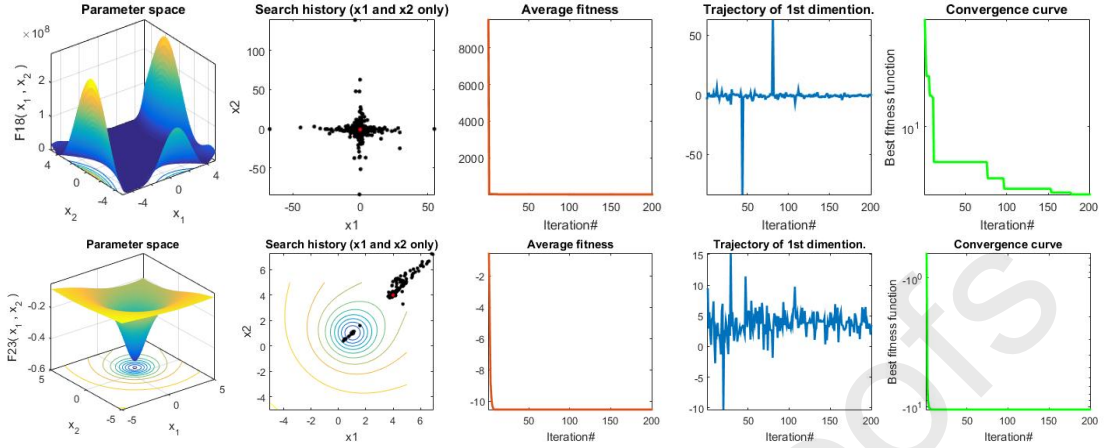 Parameter space
Search history (x1 and x2 only)
Average fitness
Trajectory of 1st dimention.
Convergence curve
×10⁸
F18( x₁ , x₂ )
2
1
0
4
0
-4
-4
0
4
x₂
x₁
x2
100
50
0
-50
-50
0
50
x1
8000
6000
4000
2000
50
100
150
200
Iteration#
50
0
-50
50
100
150
200
Iteration#
Best fitness function
10¹
50
100
150
200
Iteration#
Parameter space
Search history (x1 and x2 only)
Average fitness
Trajectory of 1st dimention.
Convergence curve
F23( x₁ , x₂ )
-0.2
-0.4
-0.6
5
0
-5
-5
0
5
x₂
x₁
x2
6
4
2
0
-2
-4
-4
-2
0
2
4
6
x1
-2
-4
-6
-8
-10
50
100
150
200
Iteration#
15
10
5
0
-5
-10
50
100
150
200
Iteration#
Best fitness function
-10⁰
-10¹
50
100
150
200
Iteration#
oofs